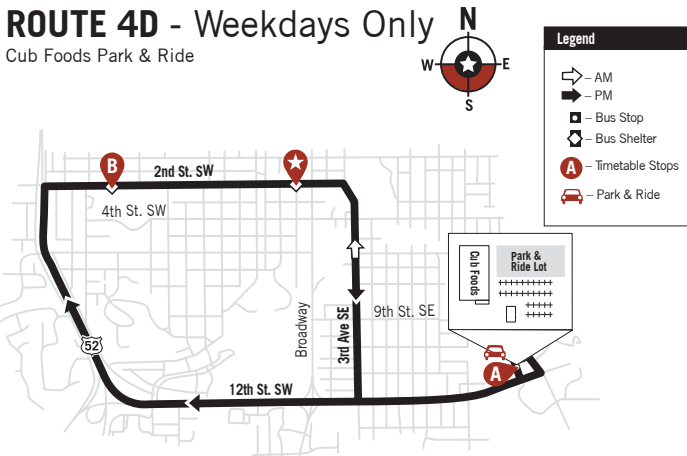 ROUTE 4D - Weekdays Only
Cub Foods Park & Ride
N
W
E
S
Legend
– AM
– PM
– Bus Stop
– Bus Shelter
A – Timetable Stops
– Park & Ride
B
2nd St. SW
4th St. SW
Cub Foods
Park &
Ride Lot
Broadway
3rd Ave SE
9th St. SE
52
A
12th St. SW